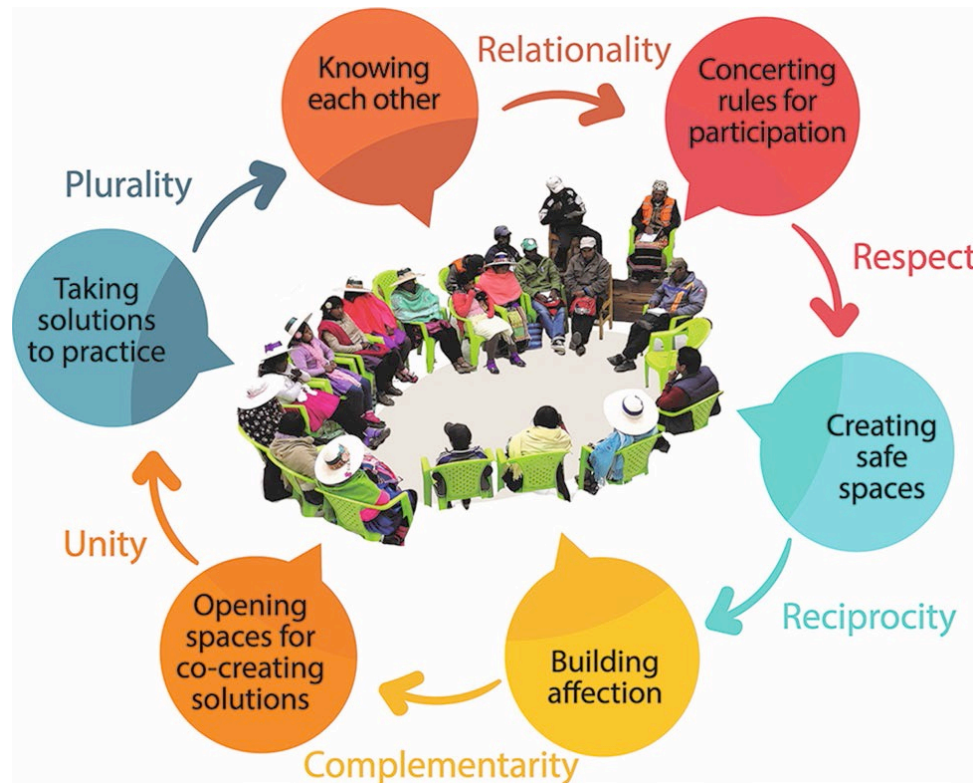 Knowing
each other
Relationality
Concerting
rules for
participation
Respect
Creating
safe
spaces
Reciprocity
Building
affection
Complementarity
Opening
spaces for
co-creating
solutions
Unity
Taking
solutions
to practice
Plurality